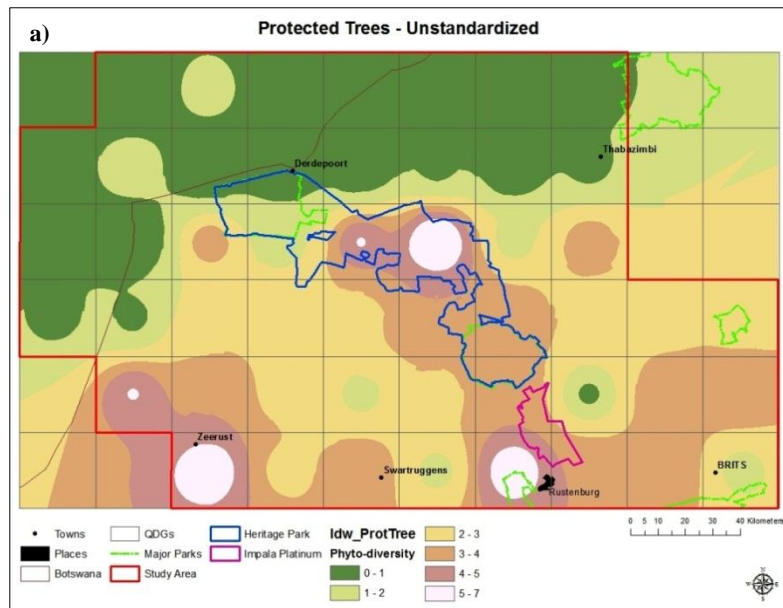 a)
Protected Trees - Unstandardized
Derdepoort
Thabazimbi
Zeerust
Swartruggens
Rustenburg
BRITS
Towns
Places
Botswana
QDGs
Major Parks
Study Area
Heritage Park
Impala Platinum
Idw_ProtTree
Phyto-diversity
0 - 1
1 - 2
2 - 3
3 - 4
4 - 5
5 - 7
0 5 10 20 30 40 Kilometers